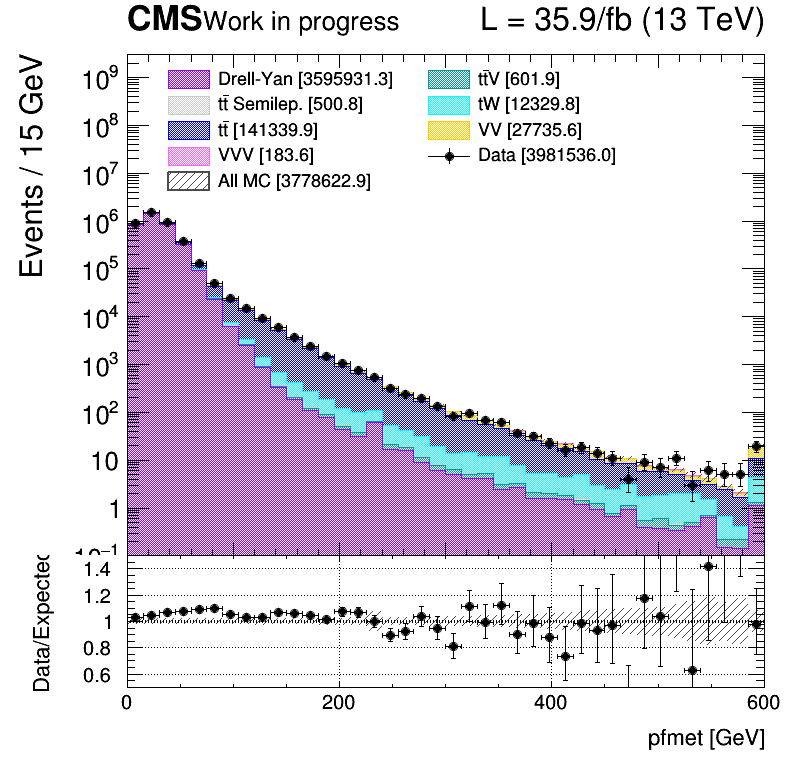 CMS Work in progress L = 35.9/fb (13 TeV)
Events / 15 GeV
Drell-Yan [3595931.3]
tt̄ Semilep. [500.8]
tt̄ [141339.9]
VVV [183.6]
All MC [3778622.9]
tt̄V [601.9]
tW [12329.8]
VV [27735.6]
Data [3981536.0]
10⁹
10⁸
10⁷
10⁶
10⁵
10⁴
10³
10²
10
1
10⁻¹
Data/Expected
1.4
1.2
1
0.8
0.6
0 200 400 600
pfmet [GeV]